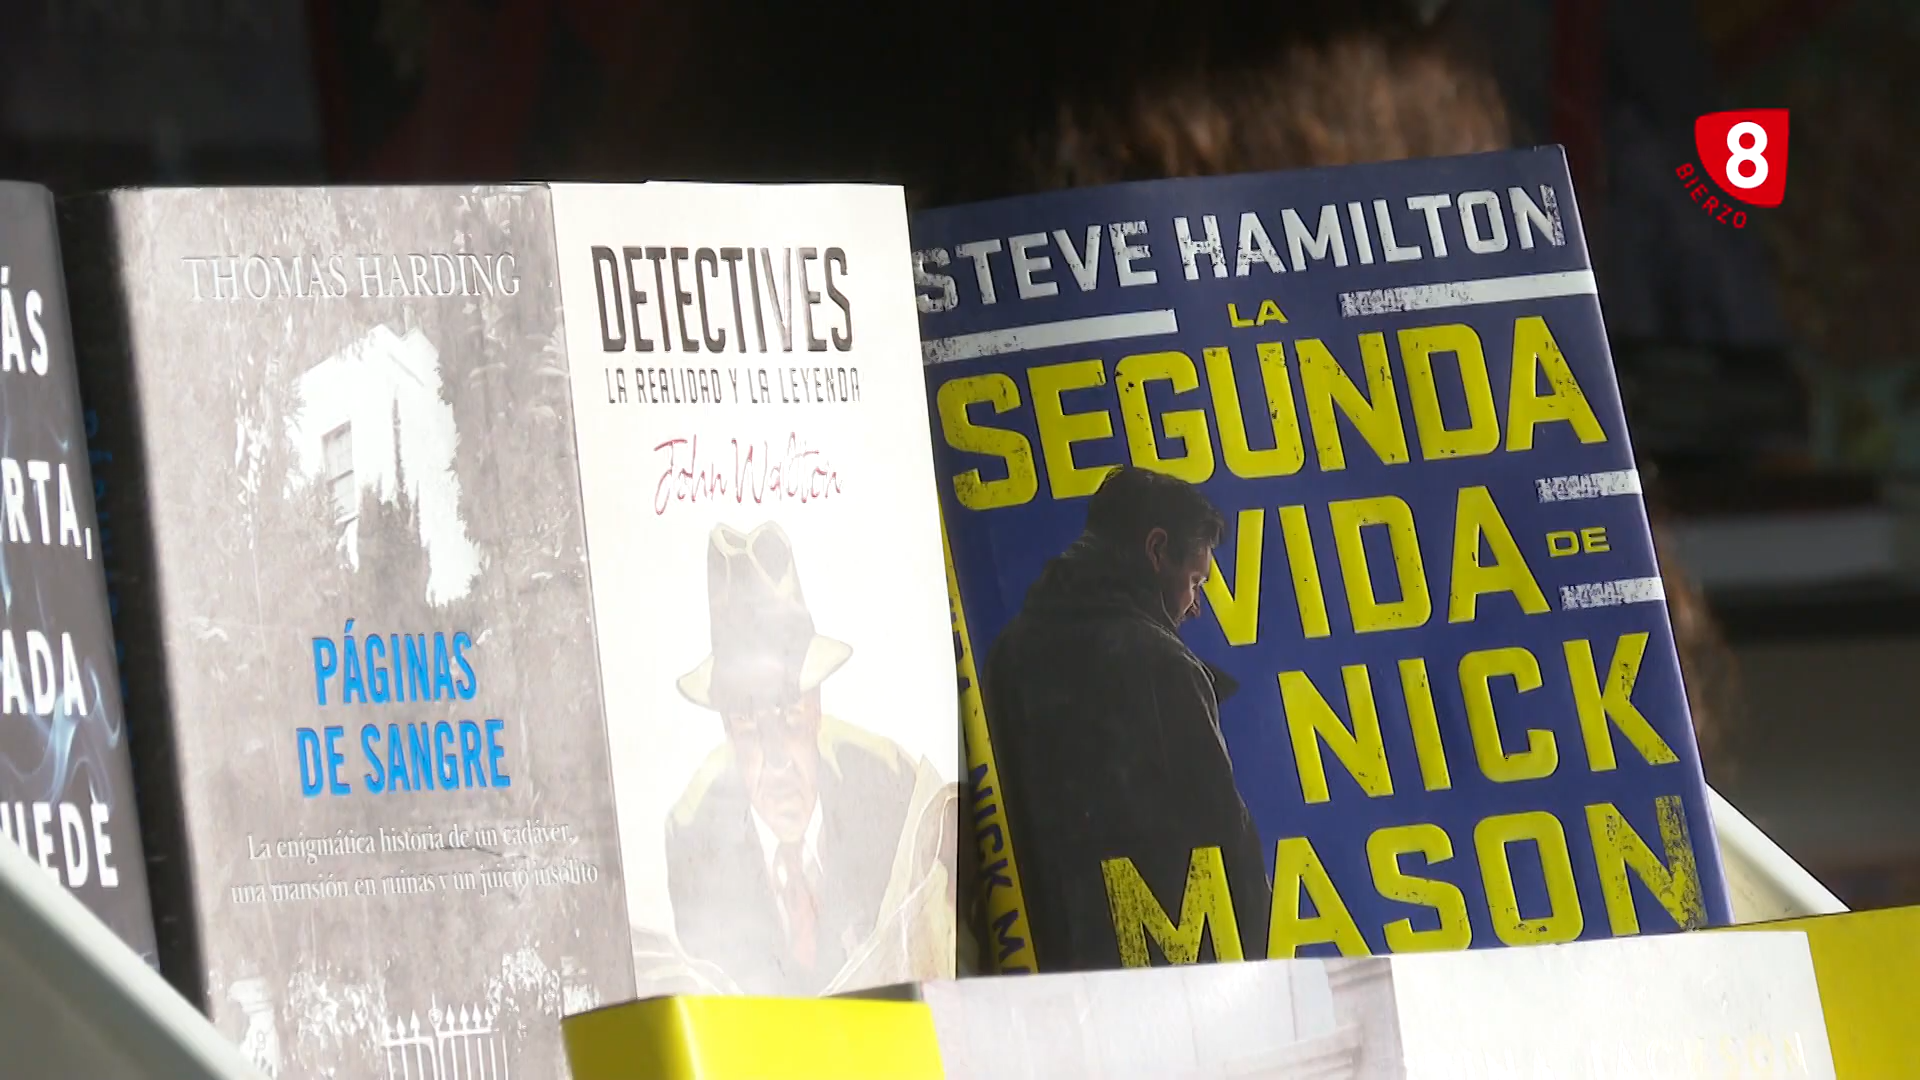 ÁS
RTA,
ADA
UEDE
THOMAS HARDING
PÁGINAS
DE SANGRE
La enigmática historia de un cadáver,
una mansión en ruinas y un juicio insólito
DETECTIVES
LA REALIDAD Y LA LEYENDA
John Walton
STEVE HAMILTON
LA
SEGUNDA
VIDA DE
NICK
MASON
NICK M
8
BIERZO